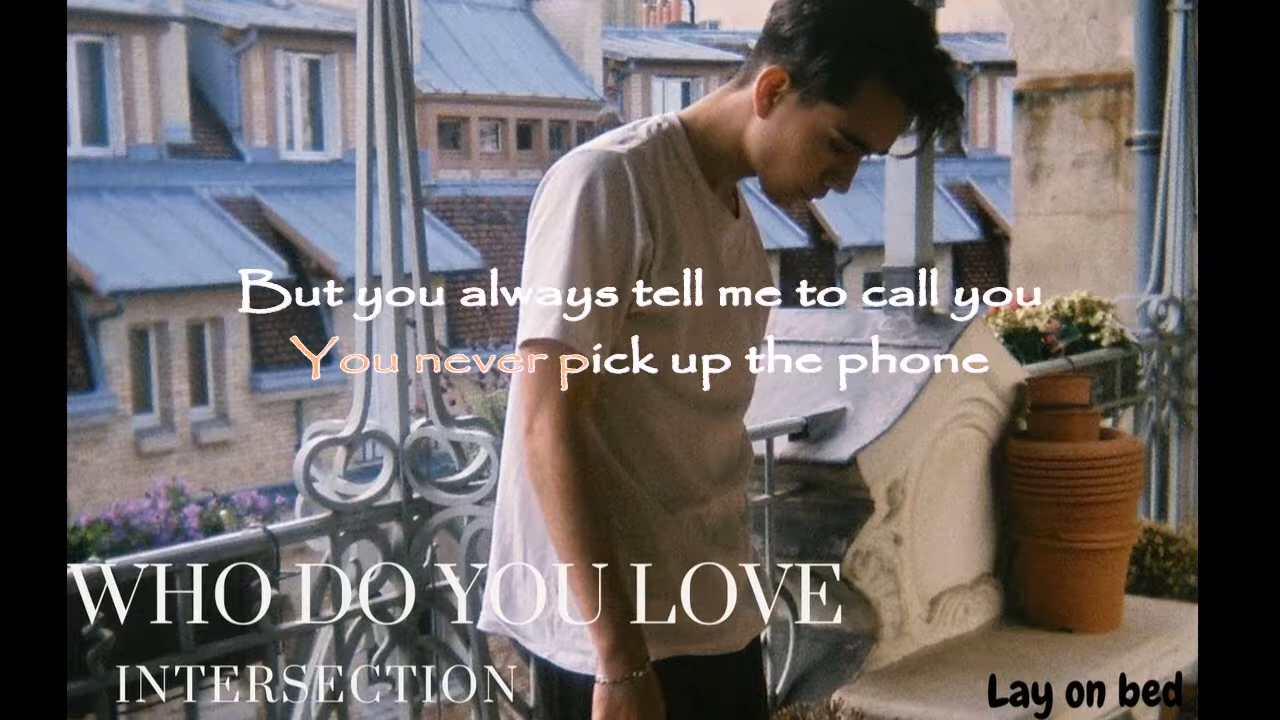 But you always tell me to call you
You never pick up the phone
WHO DO YOU LOVE
INTERSECTION
Lay on bed